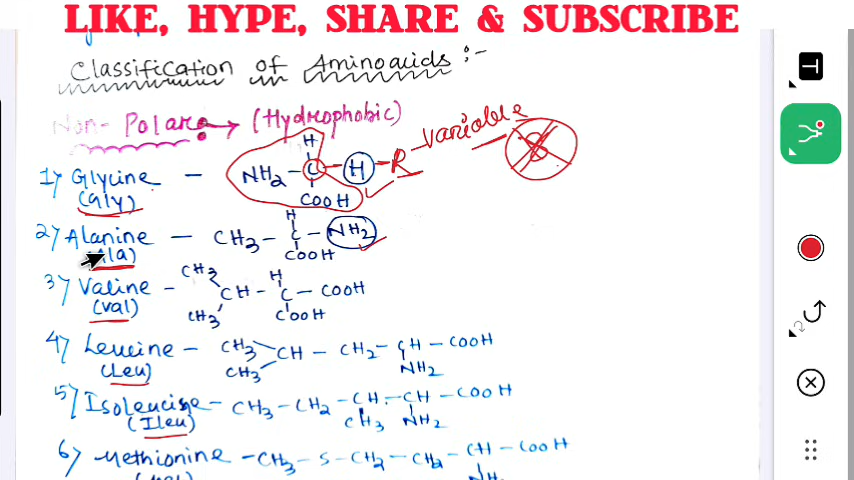 LIKE, HYPE, SHARE & SUBSCRIBE
Classification of Aminoacids :-
Non-Polar → (Hydrophobic)
Variable
H
1) Glycine - NH2 - C - H - R
(Gly) COOH
H
2) Alanine - CH3 - C - NH2
(Ala) COOH
CH3 H
3) Valine - CH - C - COOH
(Val) CH3 COOH
4) Leucine - CH3 CH - CH2 - CH - COOH
(Leu) CH3 NH2
5) Isoleucine - CH3 - CH2 - CH - CH - COOH
(Ileu) CH3 NH2
6) Methionine - CH3 - S - CH2 - CH2 - CH - COOH
T